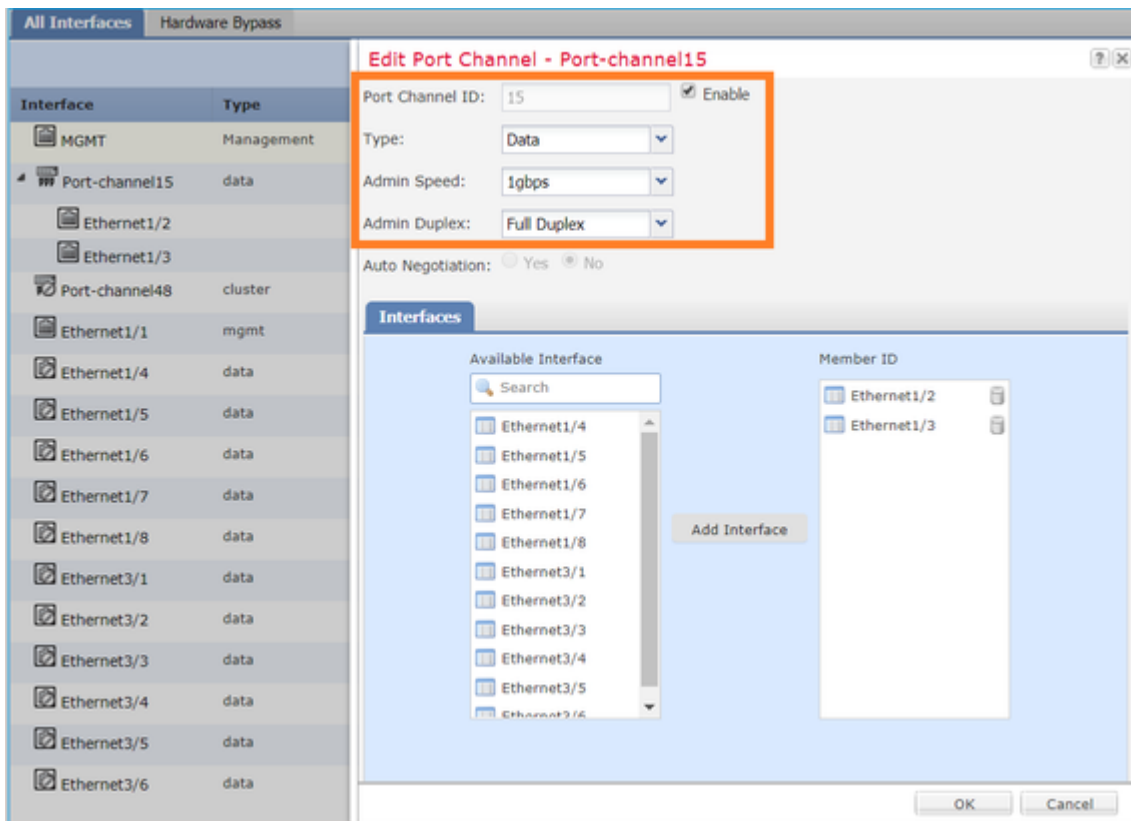 All Interfaces Hardware Bypass
Interface Type
MGMT Management
Port-channel15 data
Ethernet1/2
Ethernet1/3
Port-channel48 cluster
Ethernet1/1 mgmt
Ethernet1/4 data
Ethernet1/5 data
Ethernet1/6 data
Ethernet1/7 data
Ethernet1/8 data
Ethernet3/1 data
Ethernet3/2 data
Ethernet3/3 data
Ethernet3/4 data
Ethernet3/5 data
Ethernet3/6 data
Edit Port Channel - Port-channel15 ? X
Port Channel ID: 15 Enable
Type: Data
Admin Speed: 1gbps
Admin Duplex: Full Duplex
Auto Negotiation: Yes No
Interfaces
Available Interface
Search
Ethernet1/4
Ethernet1/5
Ethernet1/6
Ethernet1/7
Ethernet1/8
Ethernet3/1
Ethernet3/2
Ethernet3/3
Ethernet3/4
Ethernet3/5
Ethernet3/6
Add Interface
Member ID
Ethernet1/2
Ethernet1/3
OK Cancel